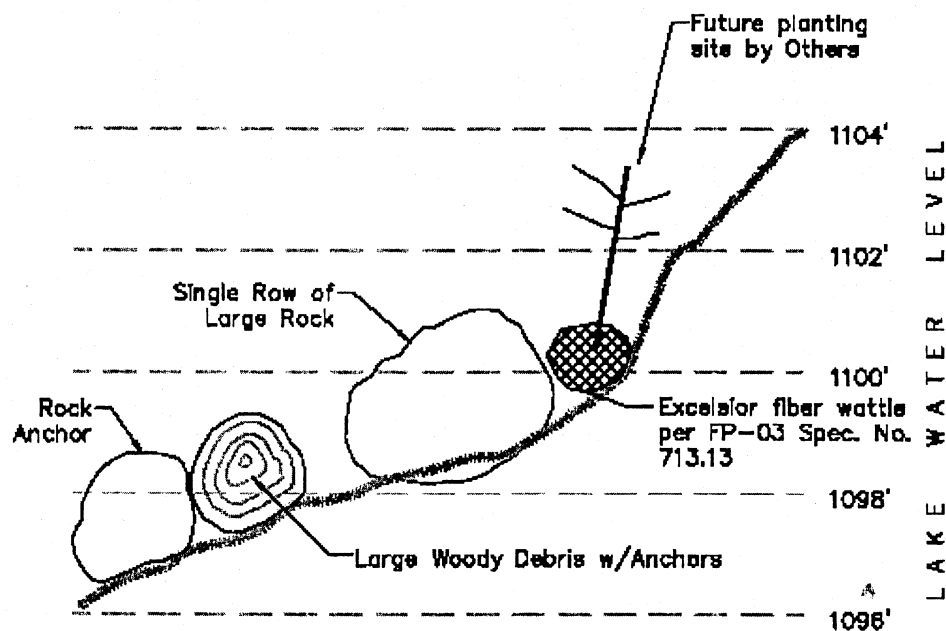 Future planting
site by Others
1104'
1102'
Single Row of
Large Rock
1100'
Rock
Anchor
Excelsior fiber wattle
per FP-03 Spec. No.
713.13
1098'
Large Woody Debris w/Anchors
1096'
LAKE WATER LEVEL